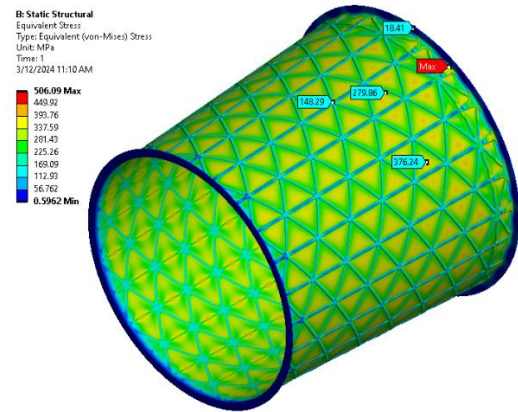 B: Static Structural
Equivalent Stress
Type: Equivalent (von-Mises) Stress
Unit: MPa
Time: 1
3/12/2024 11:10 AM
506.09 Max
449.92
393.76
337.59
281.43
225.26
169.09
112.93
56.762
0.5962 Min
18.41
Max
279.86
148.29
376.24